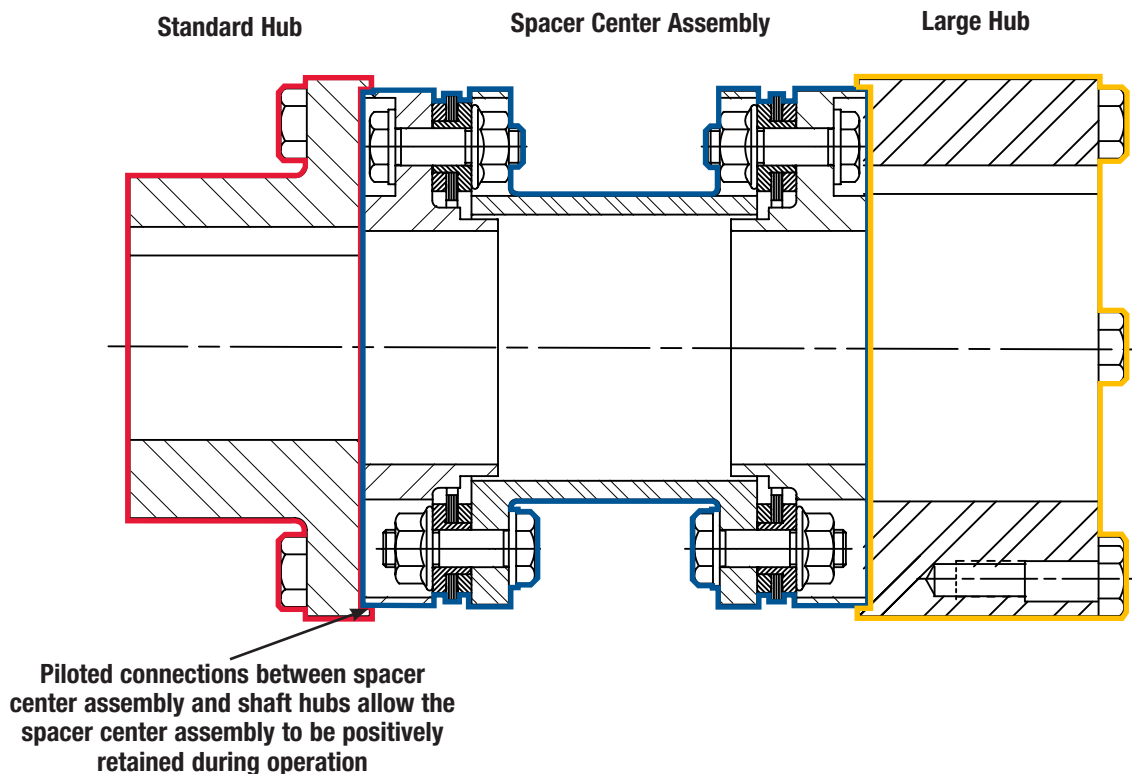 Standard Hub
Spacer Center Assembly
Large Hub
Piloted connections between spacer
center assembly and shaft hubs allow the
spacer center assembly to be positively
retained during operation